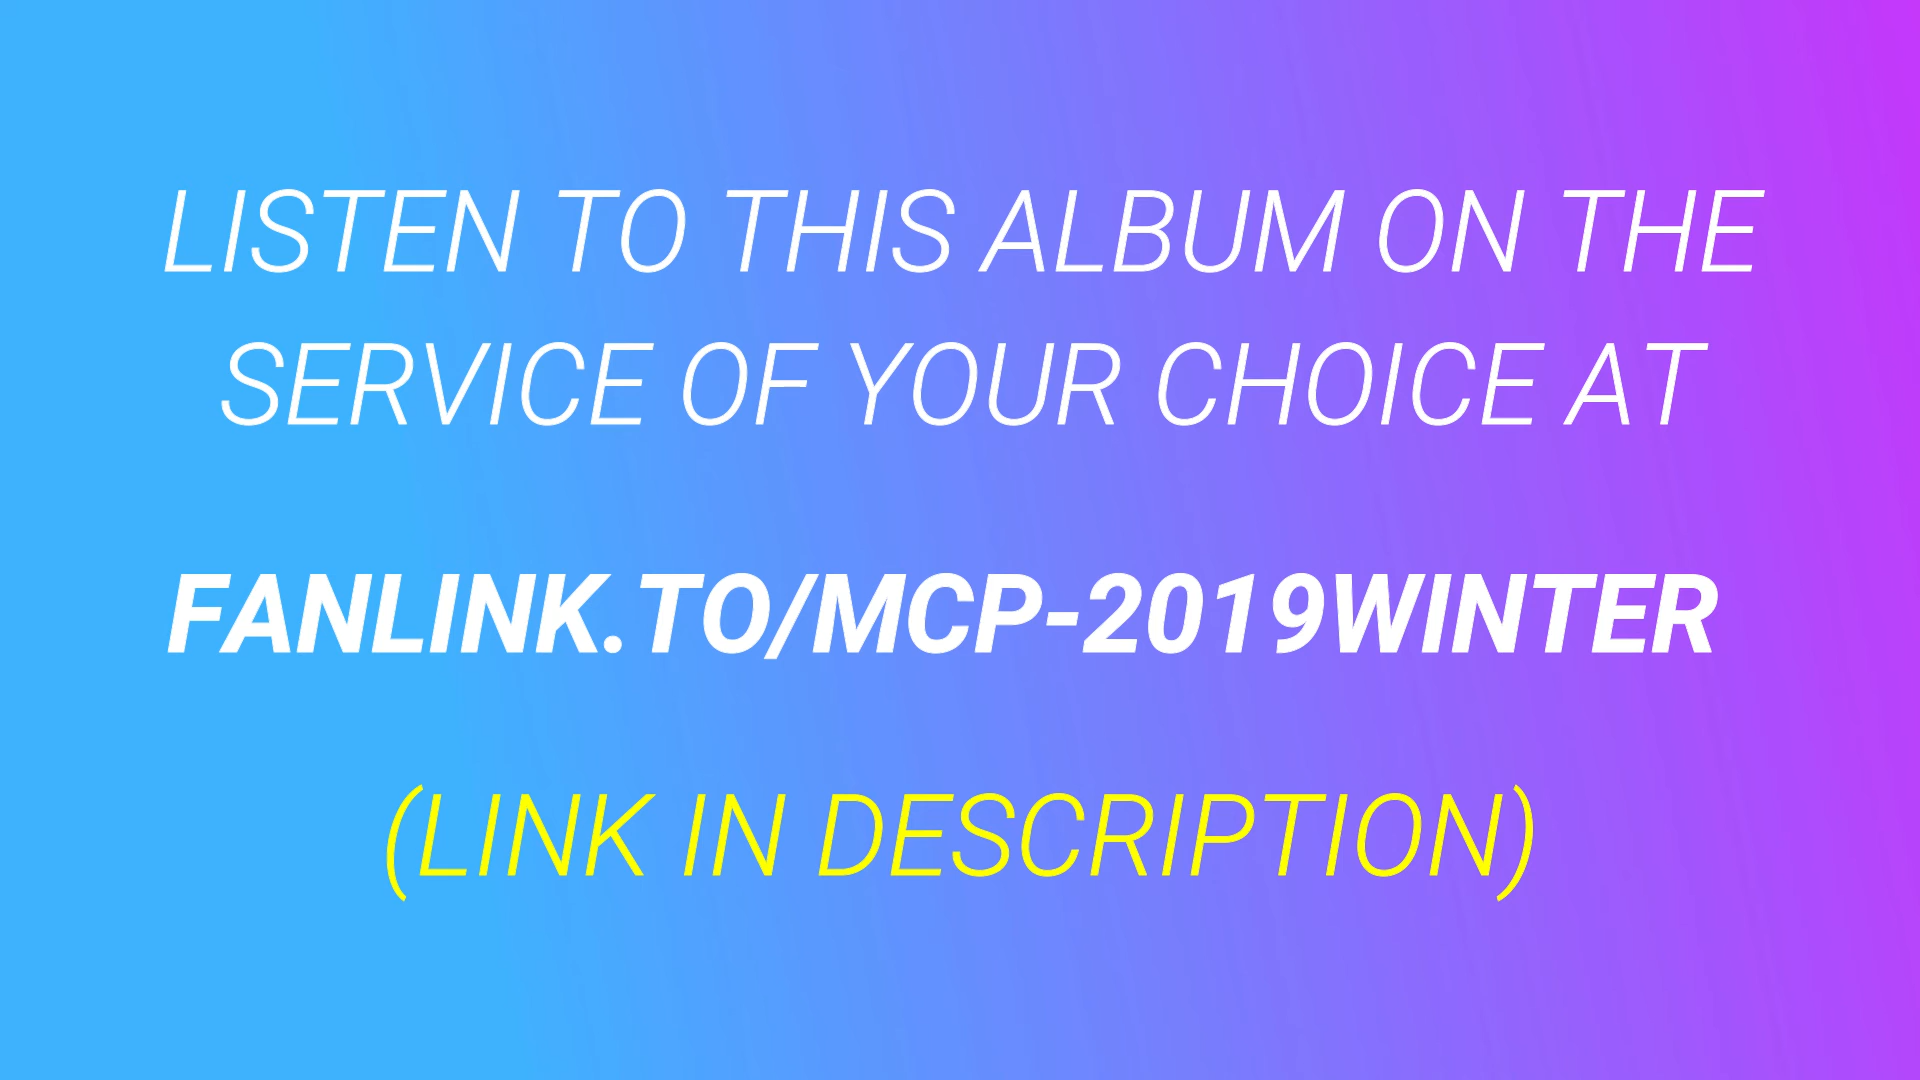 LISTEN TO THIS ALBUM ON THE
SERVICE OF YOUR CHOICE AT
FANLINK.TO/MCP-2019WINTER
(LINK IN DESCRIPTION)